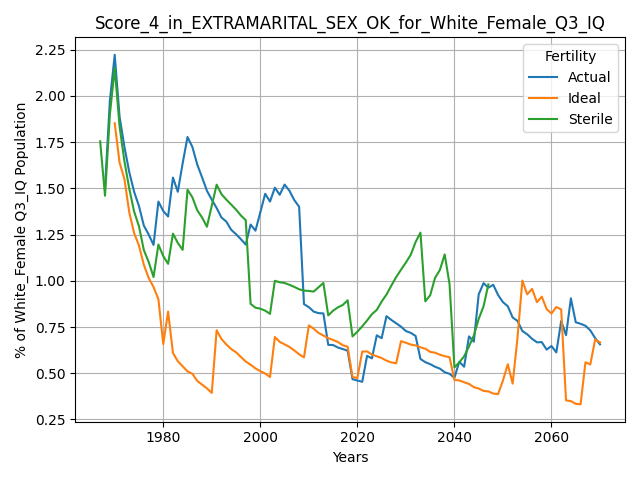 Score_4_in_EXTRAMARITAL_SEX_OK_for_White_Female_Q3_IQ
Fertility
Actual
Ideal
Sterile
% of White_Female Q3_IQ Population
2.25
2.00
1.75
1.50
1.25
1.00
0.75
0.50
0.25
1980 2000 2020 2040 2060
Years